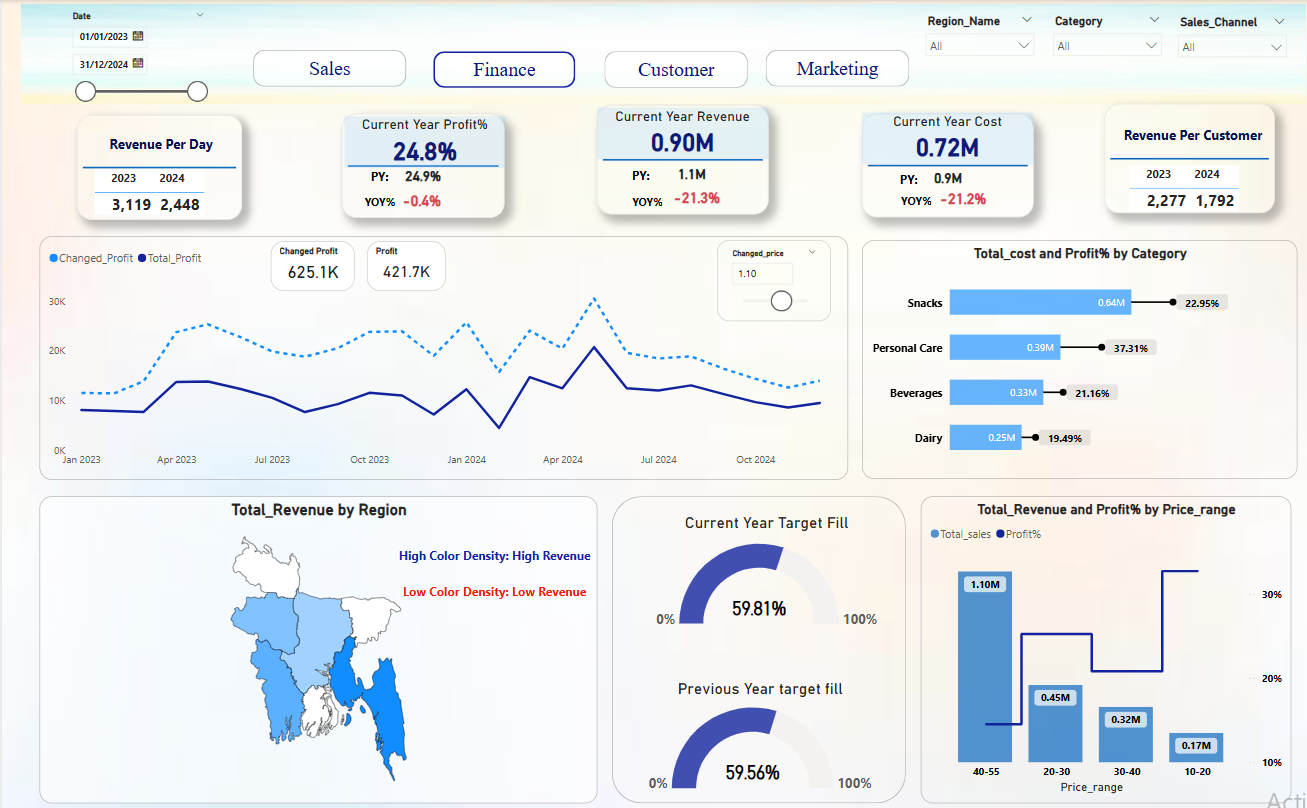 Date
01/01/2023
31/12/2024
Sales
Finance
Customer
Marketing
Region_Name
All
Category
All
Sales_Channel
All
Revenue Per Day
2023 2024
3,119 2,448
Current Year Profit%
24.8%
PY: 24.9%
YOY% -0.4%
Current Year Revenue
0.90M
PY: 1.1M
YOY% -21.3%
Current Year Cost
0.72M
PY: 0.9M
YOY% -21.2%
Revenue Per Customer
2023 2024
2,277 1,792
Changed_Profit Total_Profit
Changed Profit
625.1K
Profit
421.7K
Changed_price
1.10
30K
20K
10K
0K
Jan 2023 Apr 2023 Jul 2023 Oct 2023 Jan 2024 Apr 2024 Jul 2024 Oct 2024
Total_cost and Profit% by Category
Snacks 0.64M 22.95%
Personal Care 0.39M 37.31%
Beverages 0.33M 21.16%
Dairy 0.25M 19.49%
Total_Revenue by Region
High Color Density: High Revenue
Low Color Density: Low Revenue
Current Year Target Fill
59.81%
0% 100%
Previous Year target fill
59.56%
0% 100%
Total_Revenue and Profit% by Price_range
Total_sales Profit%
1.10M
0.45M
0.32M
0.17M
30%
20%
10%
40-55 20-30 30-40 10-20
Price_range